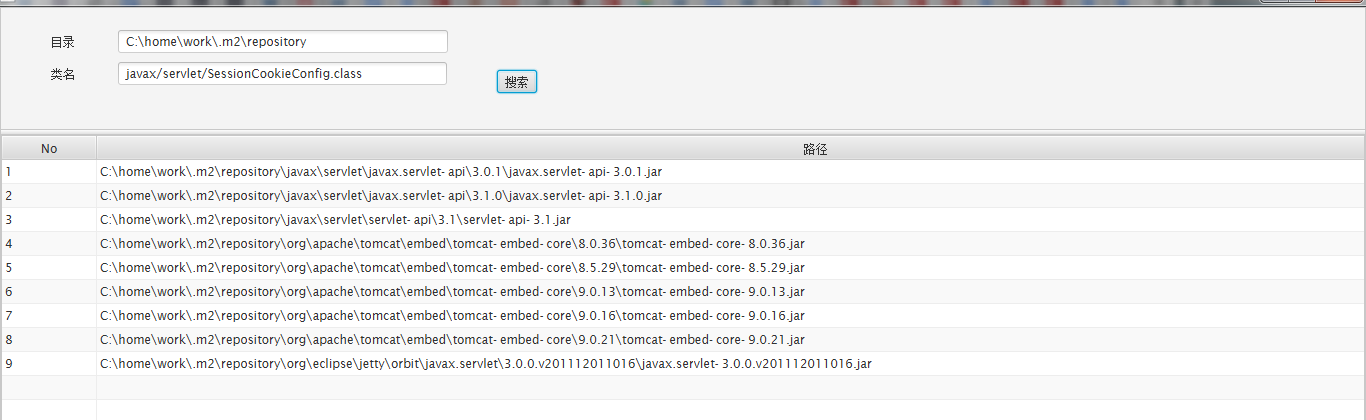 目录 C:\home\work\.m2\repository
类名 javax/servlet/SessionCookieConfig.class 搜索
No 路径
1 C:\home\work\.m2\repository\javax\servlet\javax.servlet- api\3.0.1\javax.servlet- api- 3.0.1.jar
2 C:\home\work\.m2\repository\javax\servlet\javax.servlet- api\3.1.0\javax.servlet- api- 3.1.0.jar
3 C:\home\work\.m2\repository\javax\servlet\servlet- api\3.1\servlet- api- 3.1.jar
4 C:\home\work\.m2\repository\org\apache\tomcat\embed\tomcat- embed- core\8.0.36\tomcat- embed- core- 8.0.36.jar
5 C:\home\work\.m2\repository\org\apache\tomcat\embed\tomcat- embed- core\8.5.29\tomcat- embed- core- 8.5.29.jar
6 C:\home\work\.m2\repository\org\apache\tomcat\embed\tomcat- embed- core\9.0.13\tomcat- embed- core- 9.0.13.jar
7 C:\home\work\.m2\repository\org\apache\tomcat\embed\tomcat- embed- core\9.0.16\tomcat- embed- core- 9.0.16.jar
8 C:\home\work\.m2\repository\org\apache\tomcat\embed\tomcat- embed- core\9.0.21\tomcat- embed- core- 9.0.21.jar
9 C:\home\work\.m2\repository\org\eclipse\jetty\orbit\javax.servlet\3.0.0.v201112011016\javax.servlet- 3.0.0.v201112011016.jar